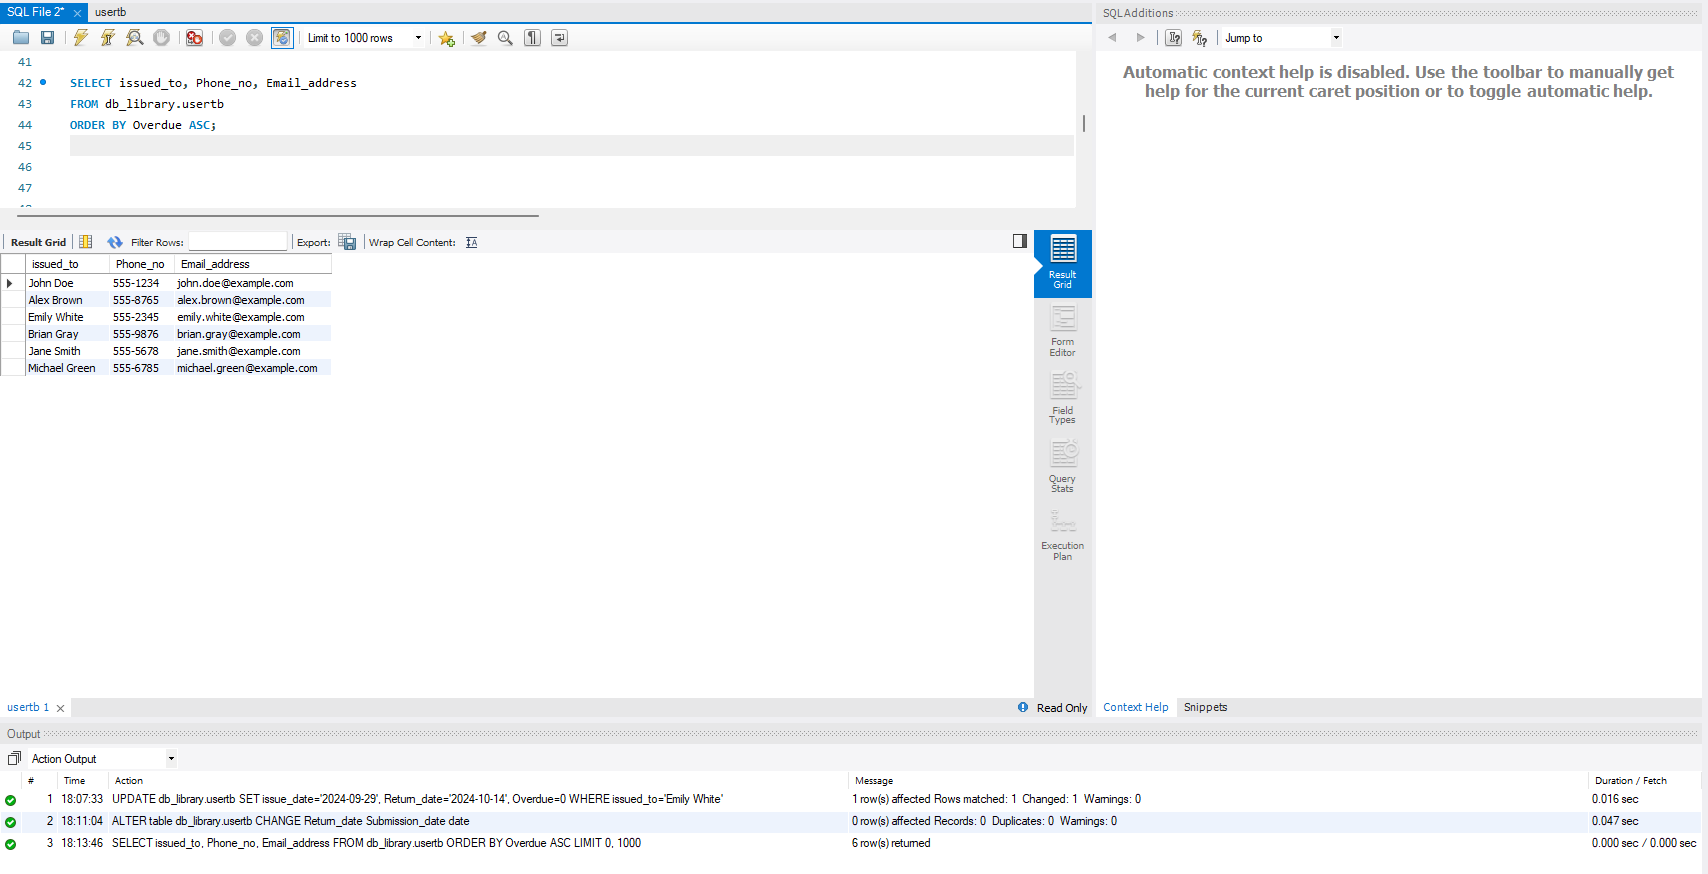 SQL File 2* usertb
SQLAdditions
Limit to 1000 rows
Jump to
41
42 SELECT issued_to, Phone_no, Email_address
43 FROM db_library.usertb
44 ORDER BY Overdue ASC;
45
46
47
Automatic context help is disabled. Use the toolbar to manually get
help for the current caret position or to toggle automatic help.
Result Grid Filter Rows: Export: Wrap Cell Content:
issued_to Phone_no Email_address
John Doe 555-1234 john.doe@example.com
Alex Brown 555-8765 alex.brown@example.com
Emily White 555-2345 emily.white@example.com
Brian Gray 555-9876 brian.gray@example.com
Jane Smith 555-5678 jane.smith@example.com
Michael Green 555-6785 michael.green@example.com
Result
Grid
Form
Editor
Field
Types
Query
Stats
Execution
Plan
usertb 1
Read Only
Context Help Snippets
Output
Action Output
# Time Action Message Duration / Fetch
1 18:07:33 UPDATE db_library.usertb SET issue_date='2024-09-29', Return_date='2024-10-14', Overdue=0 WHERE issued_to='Emily White' 1 row(s) affected Rows matched: 1 Changed: 1 Warnings: 0 0.016 sec
2 18:11:04 ALTER table db_library.usertb CHANGE Return_date Submission_date date 0 row(s) affected Records: 0 Duplicates: 0 Warnings: 0 0.047 sec
3 18:13:46 SELECT issued_to, Phone_no, Email_address FROM db_library.usertb ORDER BY Overdue ASC LIMIT 0, 1000 6 row(s) returned 0.000 sec / 0.000 sec